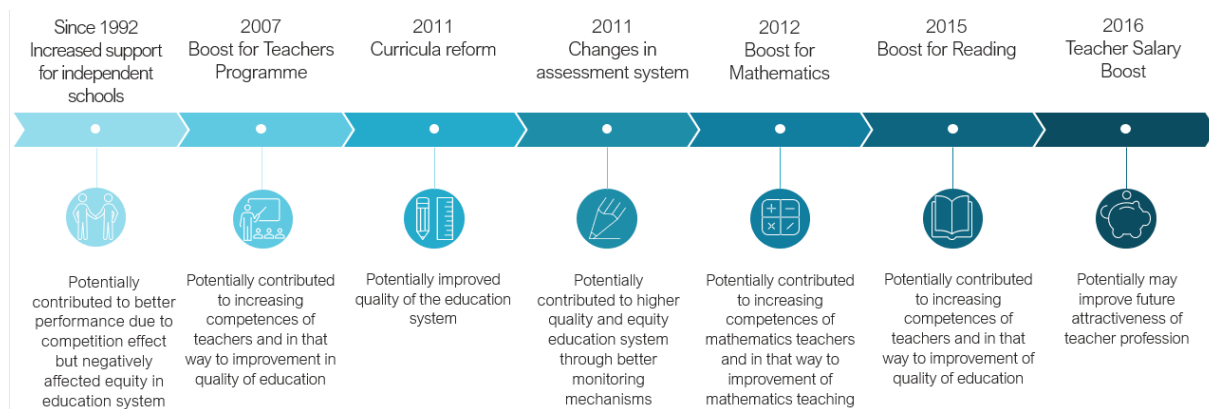 Since 1992
Increased support
for independent
schools
2007
Boost for Teachers
Programme
2011
Curricula reform
2011
Changes in
assessment system
2012
Boost for
Mathematics
2015
Boost for Reading
2016
Teacher Salary
Boost
Potentially
contributed to better
performance due to
competition effect
but negatively
affected equity in
education system
Potentially contributed
to increasing
competences of
teachers and in that
way to improvement in
quality of education
Potentially improved
quality of the education
system
Potentially
contributed to higher
quality and equity
education system
through better
monitoring
mechanisms
Potentially contributed
to increasing
competences of
mathematics teachers
and in that way to
improvement of
mathematics teaching
Potentially contributed
to increasing
competences of
teachers and in that
way to improvement of
quality of education
Potentially may
improve future
attractiveness of
teacher profession